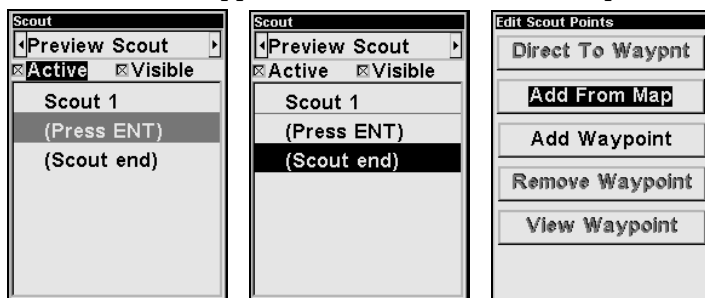 Scout
Preview Scout
Active Visible
Scout 1
(Press ENT)
(Scout end)
Scout
Preview Scout
Active Visible
Scout 1
(Press ENT)
(Scout end)
Edit Scout Points
Direct To Waypnt
Add From Map
Add Waypoint
Remove Waypoint
View Waypoint